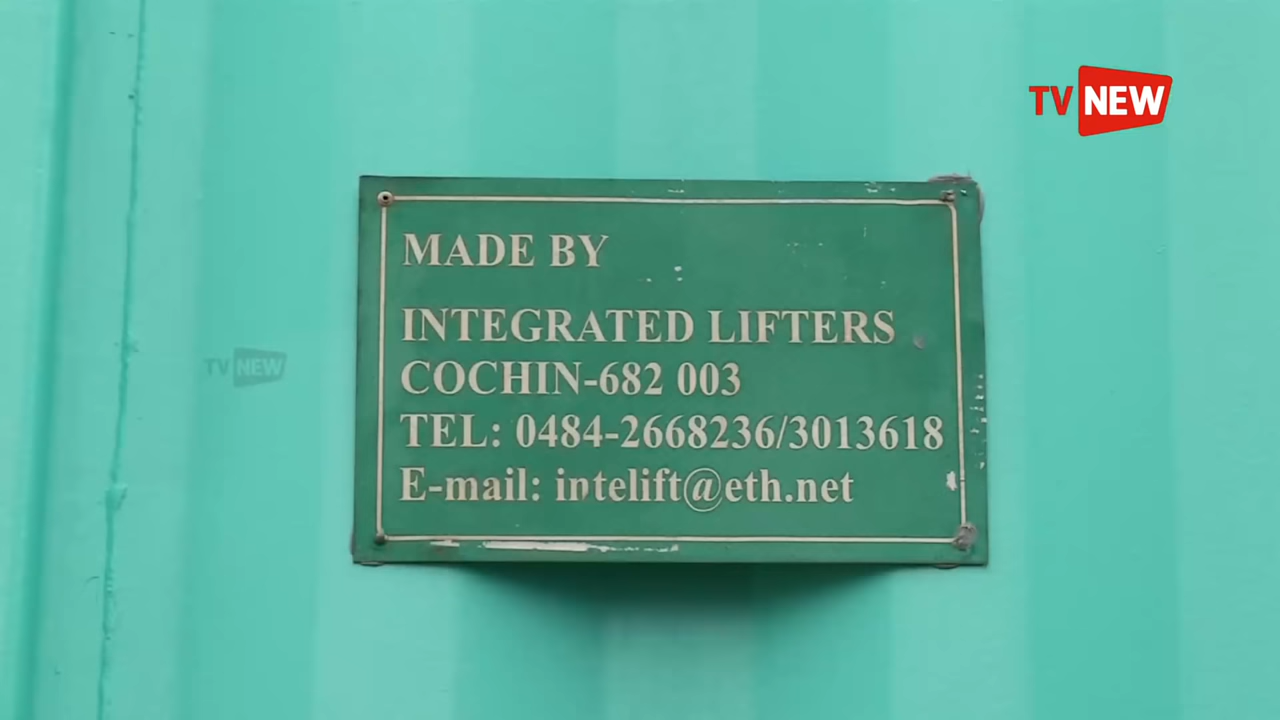 TV NEW
MADE BY
INTEGRATED LIFTERS
COCHIN-682 003
TV NEW
TEL: 0484-2668236/3013618
E-mail: intelift@eth.net